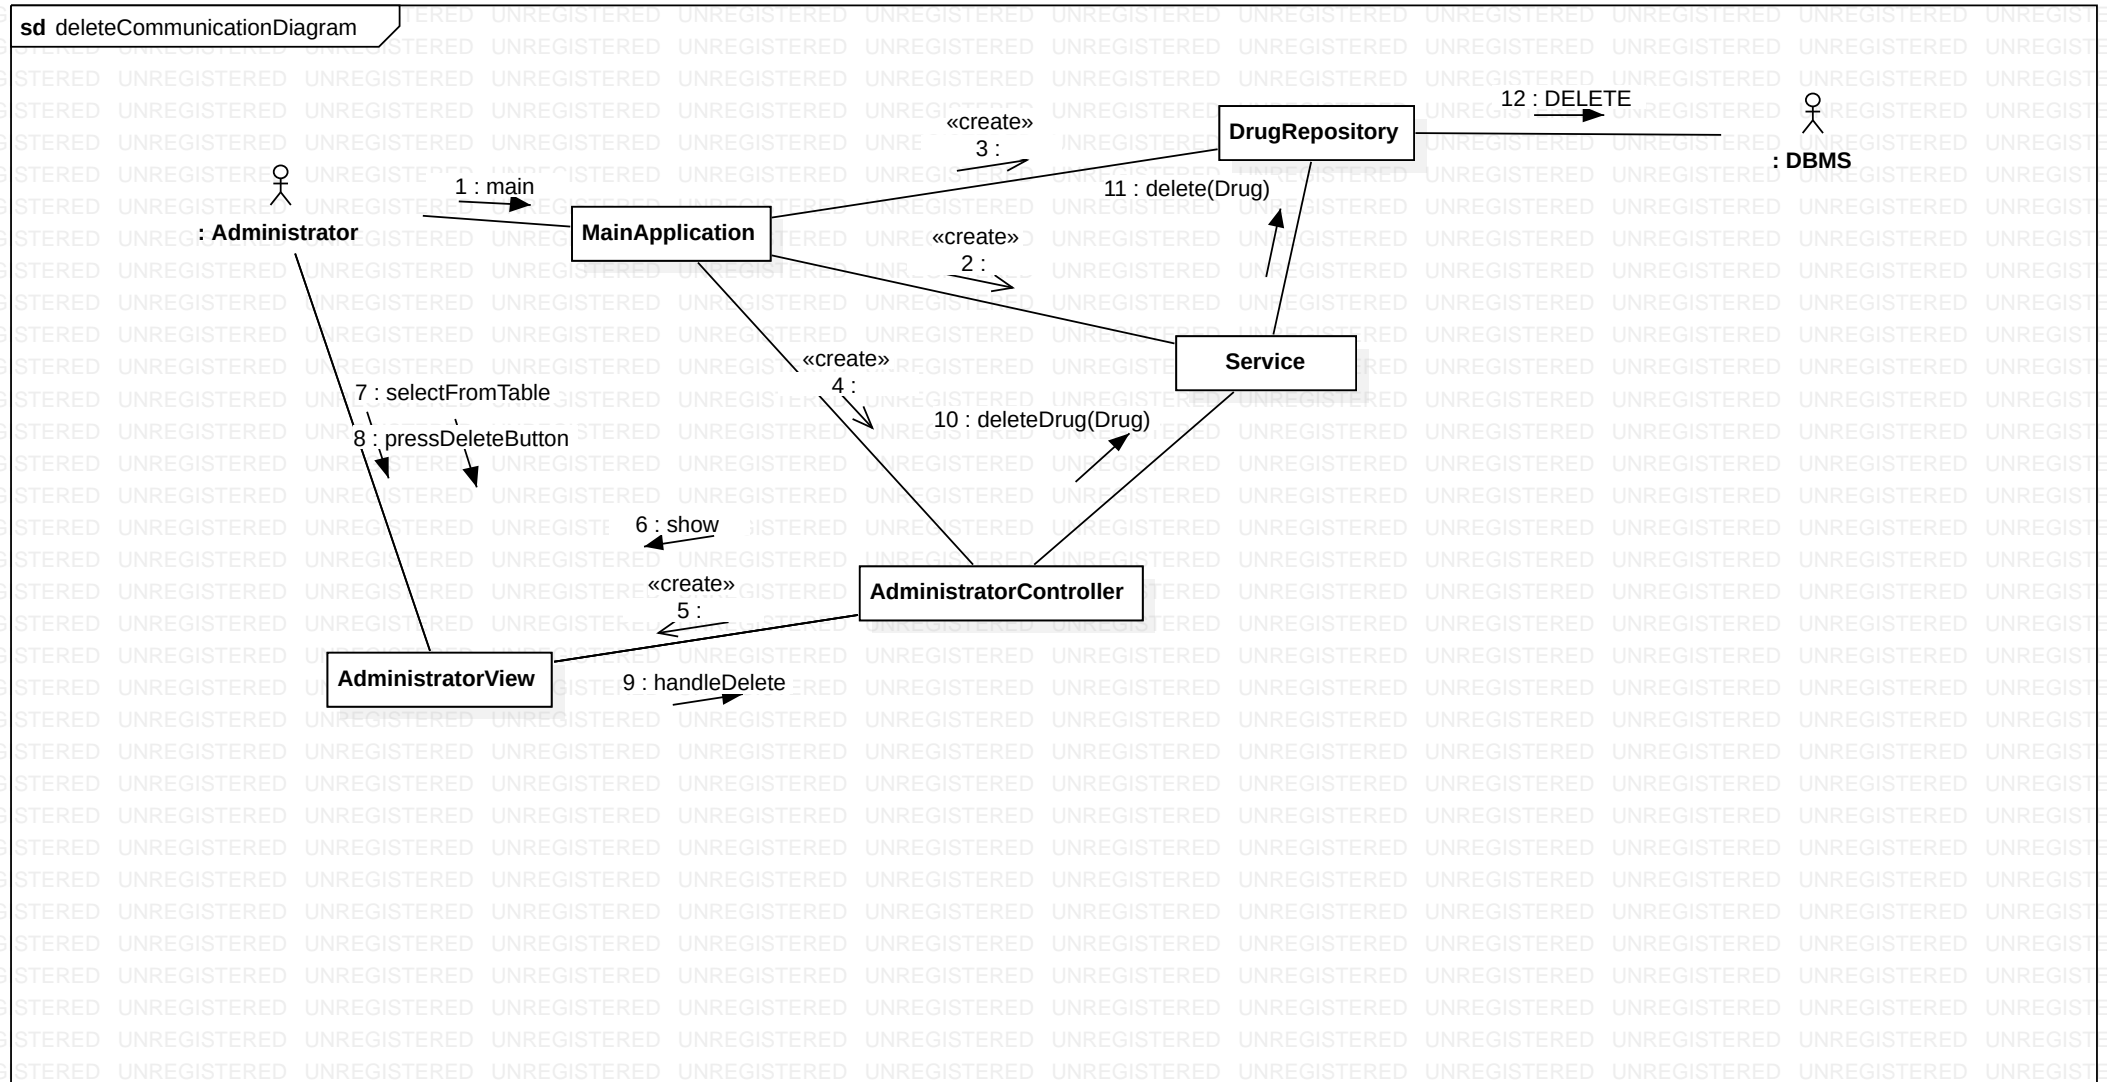 sd deleteCommunicationDiagram
12 : DELETE
«create»
3 :
DrugRepository
: DBMS
1 : main
11 : delete(Drug)
: Administrator
MainApplication
«create»
2 :
«create»
4 :
Service
7 : selectFromTable
10 : deleteDrug(Drug)
8 : pressDeleteButton
6 : show
«create»
5 :
AdministratorController
AdministratorView
9 : handleDelete
UNREGISTERED